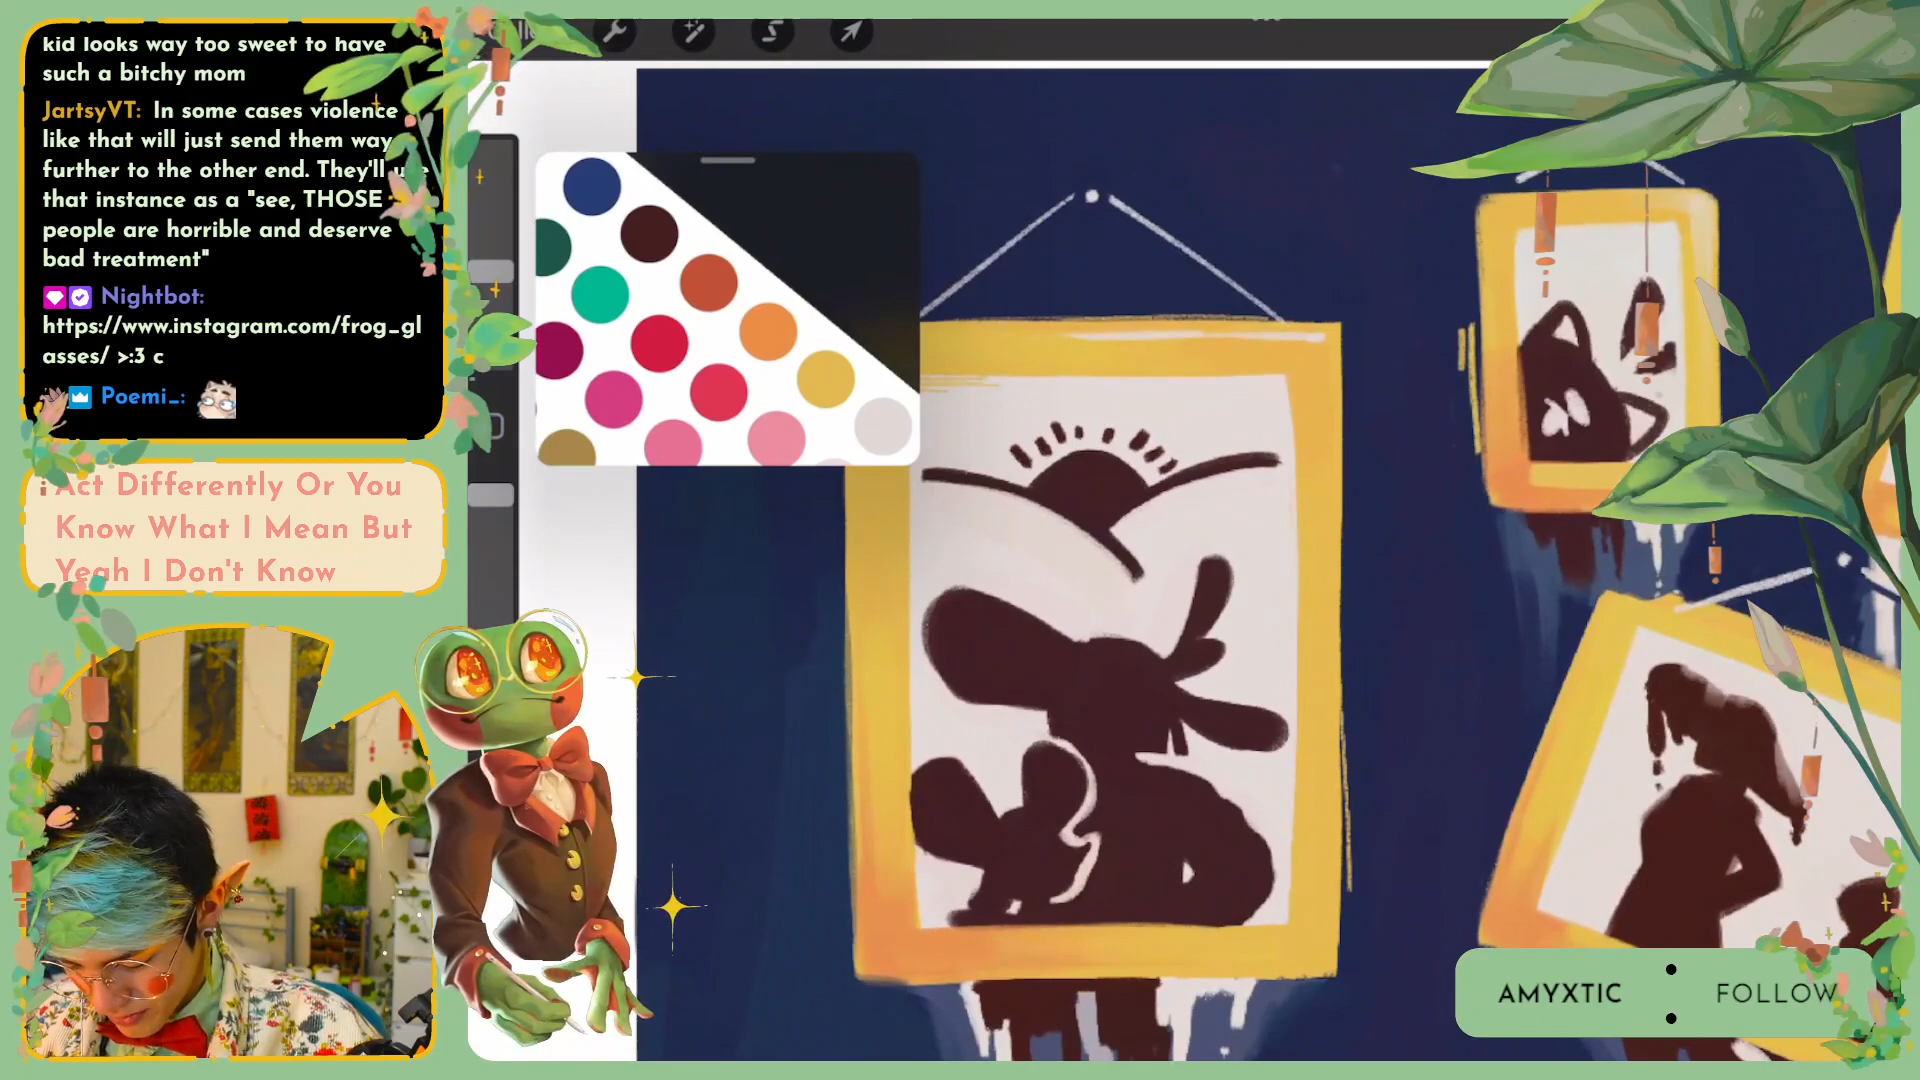 kid looks way too sweet to have
such a bitchy mom
JartsyVT: In some cases violence
like that will just send them way
further to the other end. They'll use
that instance as a "see, THOSE
people are horrible and deserve
bad treatment"
Nightbot:
https://www.instagram.com/frog_gl
asses/ >:3 c
Poemi_:
Act Differently Or You
Know What I Mean But
Yeah I Don't Know
AMYXTIC
FOLLOW